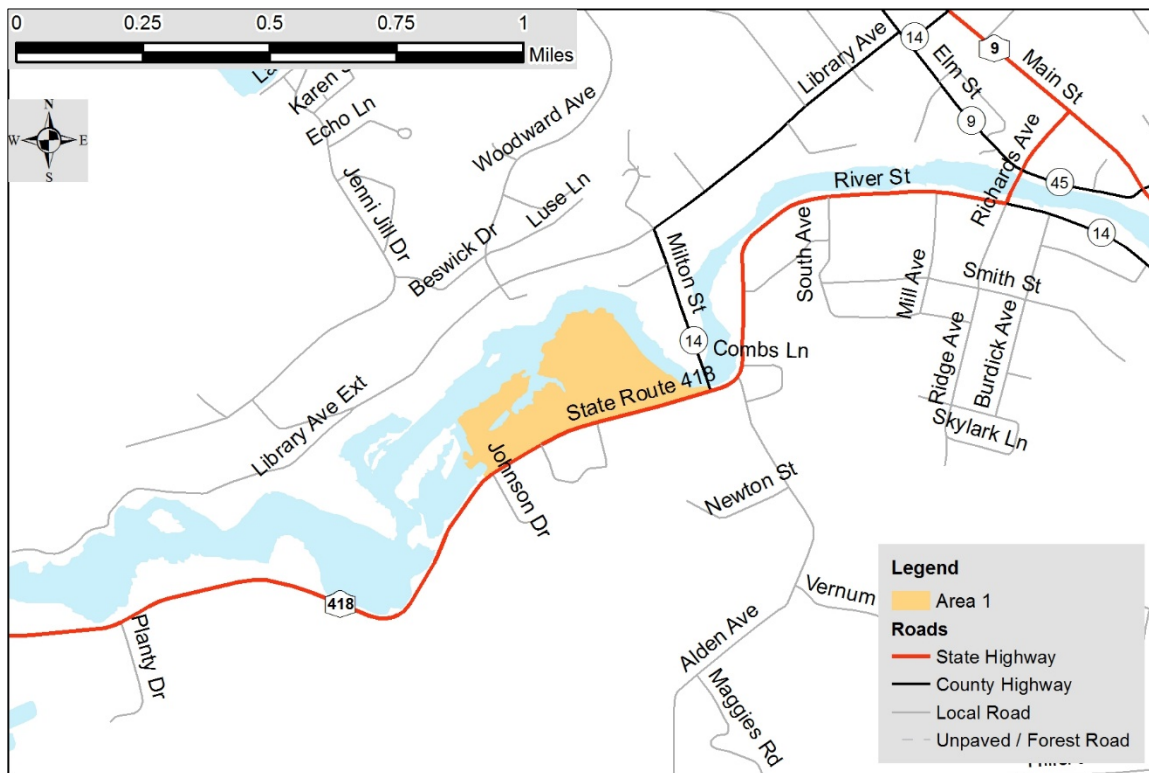 0 0.25 0.5 0.75 1
Miles
N
W E
S
Karen
Echo Ln
Jenni Jill Dr
Woodward Ave
Luse Ln
Beswick Dr
Library Ave
14
Elm St
9
Main St
9
Richards Ave
45
River St
14
Milton St
14
South Ave
Mill Ave
Smith St
Ridge Ave
Burdick Ave
Combs Ln
State Route 418
Skylark Ln
Library Ave Ext
Johnson Dr
Newton St
418
Planty Dr
Vernum
Alden Ave
Maggies Rd
Legend
Area 1
Roads
State Highway
County Highway
Local Road
Unpaved / Forest Road